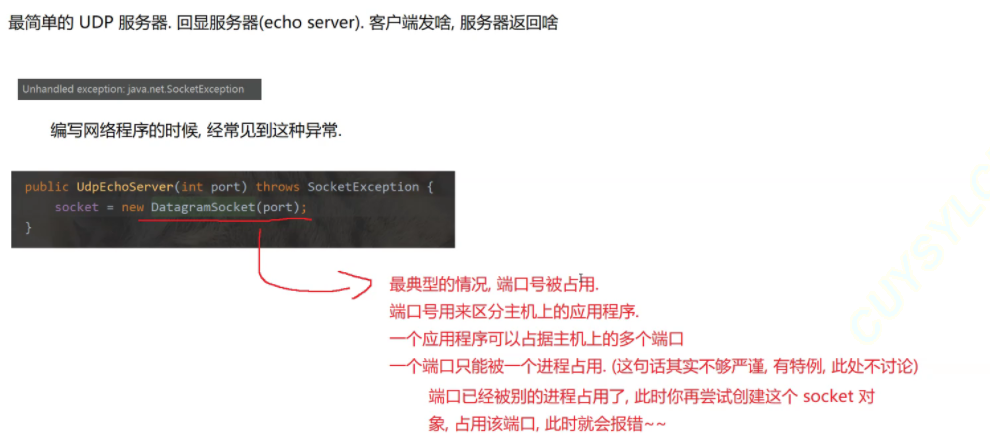 最简单的 UDP 服务器. 回显服务器(echo server). 客户端发啥, 服务器返回啥
Unhandled exception: java.net.SocketException
编写网络程序的时候, 经常见到这种异常.
public UdpEchoServer(int port) throws SocketException {
socket = new DatagramSocket(port);
}
最典型的情况, 端口号被占用.
端口号用来区分主机上的应用程序.
一个应用程序可以占据主机上的多个端口
一个端口只能被一个进程占用. (这句话其实不够严谨, 有特例, 此处不讨论)
端口已经被别的进程占用了, 此时你再尝试创建这个 socket 对
象, 占用该端口, 此时就会报错~~